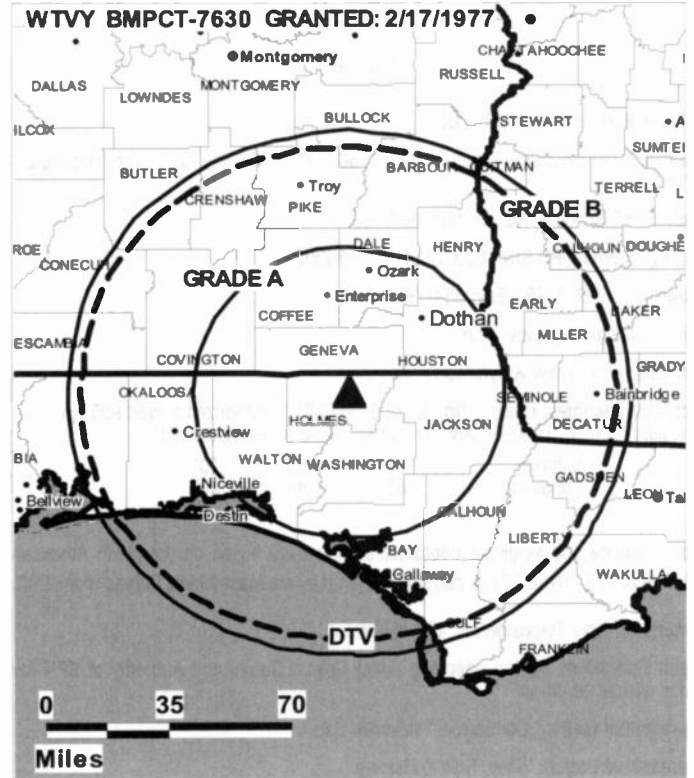 WTVY BMPCT-7630 GRANTED: 2/17/1977
Montgomery
CHATTAHOOCHEE
RUSSELL
DALLAS
LOWNDES
MONTGOMERY
BULLOCK
STEWART
A
ILCOX
SUMTE
BUTLER
BARBOUR
QUITMAN
TERRELL
L
CRENSHAW
Troy
PIKE
GRADE B
ROE
CONECUH
DALE
HENRY
CALHOUN
DOUGHE
GRADE A
Ozark
Enterprise
EARLY
BAKER
COFFEE
Dothan
MILLER
ESCAMBIA
COVINGTON
GENEVA
HOUSTON
GRADY
OKALOOSA
SEMINOLE
Bainbridge
HOLMES
JACKSON
DECATUR
Crestview
BIA
WALTON
WASHINGTON
GADSDEN
Bellview
Niceville
LEON
Tal
Destin
CALHOUN
LIBERTY
BAY
Gallaway
WAKULLA
GULF
DTV
FRANKLIN
0 35 70
Miles